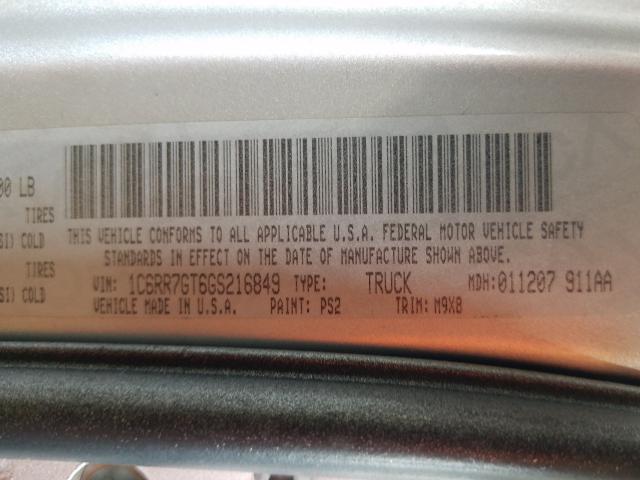 00 LB
TIRES
SI) COLD
TIRES
SI) COLD
THIS VEHICLE CONFORMS TO ALL APPLICABLE U.S.A. FEDERAL MOTOR VEHICLE SAFETY
STANDARDS IN EFFECT ON THE DATE OF MANUFACTURE SHOWN ABOVE.
VIN: 1C6RR7GT6GS216849 TYPE: TRUCK MDH: 011207 911AA
VEHICLE MADE IN U.S.A. PAINT: PS2 TRIM: M9X8